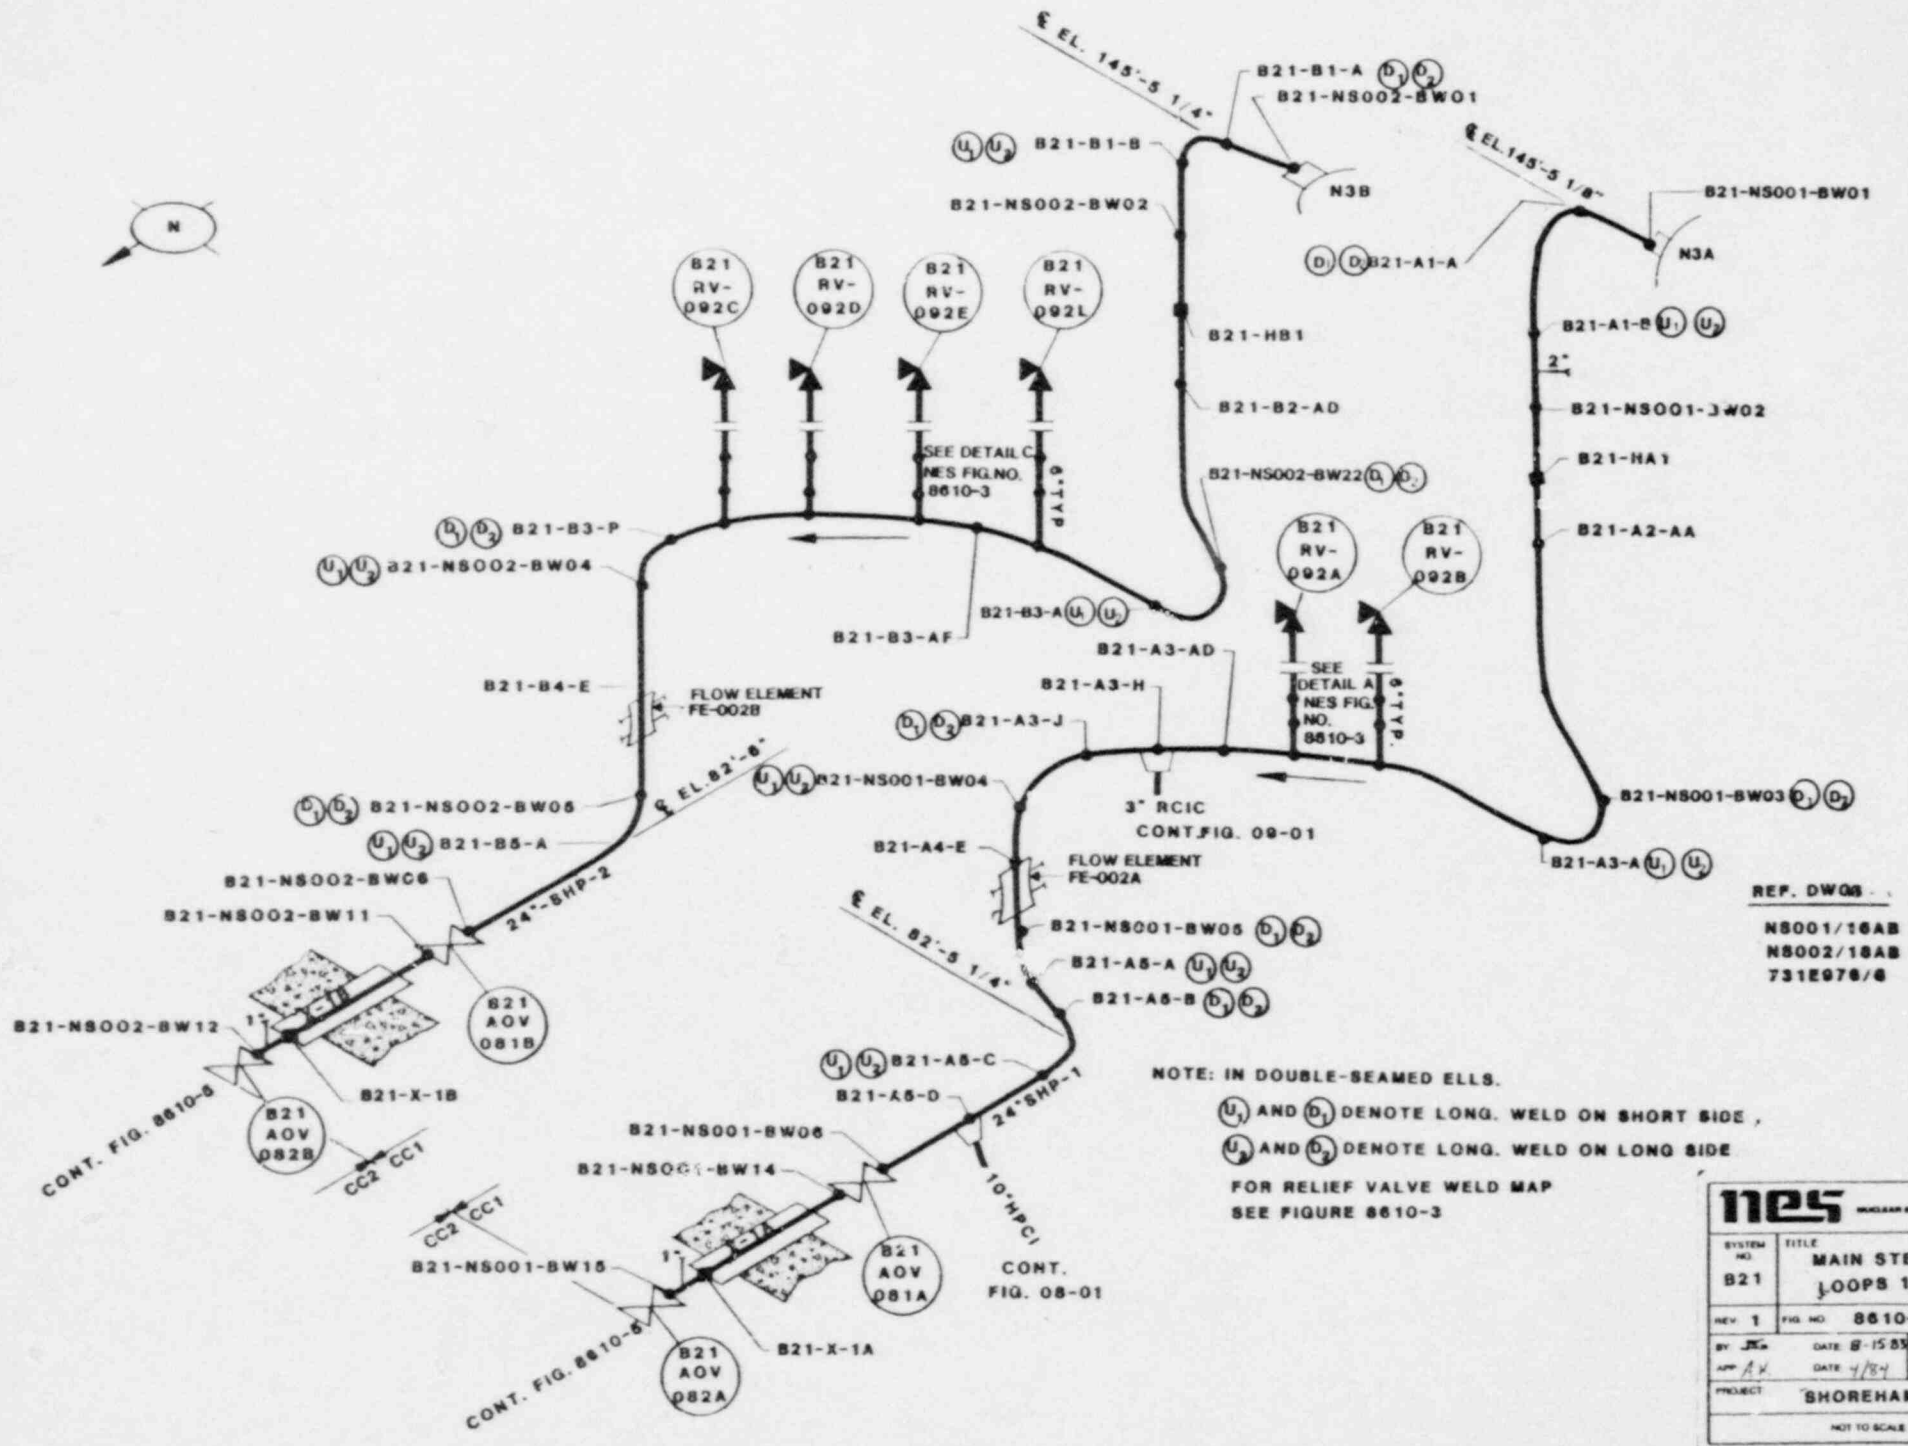 ℄ EL. 145'-5 1/4"
B21-B1-A D1 D2
B21-NS002-BW01
U1 U2 B21-B1-B
N3B
B21-NS002-BW02
℄ EL.145'-5 1/8"
B21-NS001-BW01
N3A
D1 D2 B21-A1-A
N
B21
RV-
092C
B21
RV-
092D
B21
RV-
092E
B21
RV-
092L
B21-HB1
B21-A1-B U1 U2
2"
B21-B2-AD
B21-NS001-BW02
B21-HA1
SEE DETAIL C
NES FIG.NO.
8610-3
6"TYP
B21-NS002-BW22 D1 D2
B21-A2-AA
D1 D2 B21-B3-P
U1 U2 B21-NS002-BW04
B21
RV-
092A
B21
RV-
092B
B21-B3-A U1 U2
B21-B3-AF
B21-A3-AD
B21-A3-H
SEE
DETAIL A
NES FIG.
NO.
8610-3
6"TYP.
B21-B4-E
FLOW ELEMENT
FE-002B
D1 D2 B21-A3-J
℄ EL.82'-6"
U1 U2 B21-NS001-BW04
D1 D2 B21-NS002-BW05
3" RCIC
CONT.FIG. 09-01
B21-NS001-BW03 D1 D2
U1 U2 B21-B5-A
B21-A4-E
FLOW ELEMENT
FE-002A
B21-A3-A U1 U2
B21-NS002-BW06
24"-SHP-2
B21-NS002-BW11
℄ EL. 82'-5 1/4"
B21-NS001-BW05 D1 D2
REF. DWGS
NS001/16AB
NS002/18AB
731E976/6
B21-A5-A U1 U2
B21-A5-B D1 D2
X-1B
1"
B21-NS002-BW12
B21
AOV
081B
U1 U2 B21-A5-C
B21-A5-D
24"SHP-1
B21-X-1B
CONT. FIG. 8610-5
B21
AOV
082B
CC2 CC1
NOTE: IN DOUBLE-SEAMED ELLS.
U1 AND D1 DENOTE LONG. WELD ON SHORT SIDE,
U2 AND D2 DENOTE LONG. WELD ON LONG SIDE
FOR RELIEF VALVE WELD MAP
SEE FIGURE 8610-3
B21-NS001-BW06
B21-NS001-BW14
10"HPCI
CONT.
FIG. 08-01
CC2 CC1
X-1A
1"
B21-NS001-BW15
B21
AOV
081A
B21-X-1A
CONT. FIG. 8610-5
B21
AOV
082A
nes NUCLEAR
SYSTEM
NO.
B21
TITLE
MAIN STE
LOOPS 1
REV. 1
FIG. NO. 8610-
BY
DATE 8-15-83
APP. A.K.
DATE 4/84
PROJECT SHOREHA
NOT TO SCALE